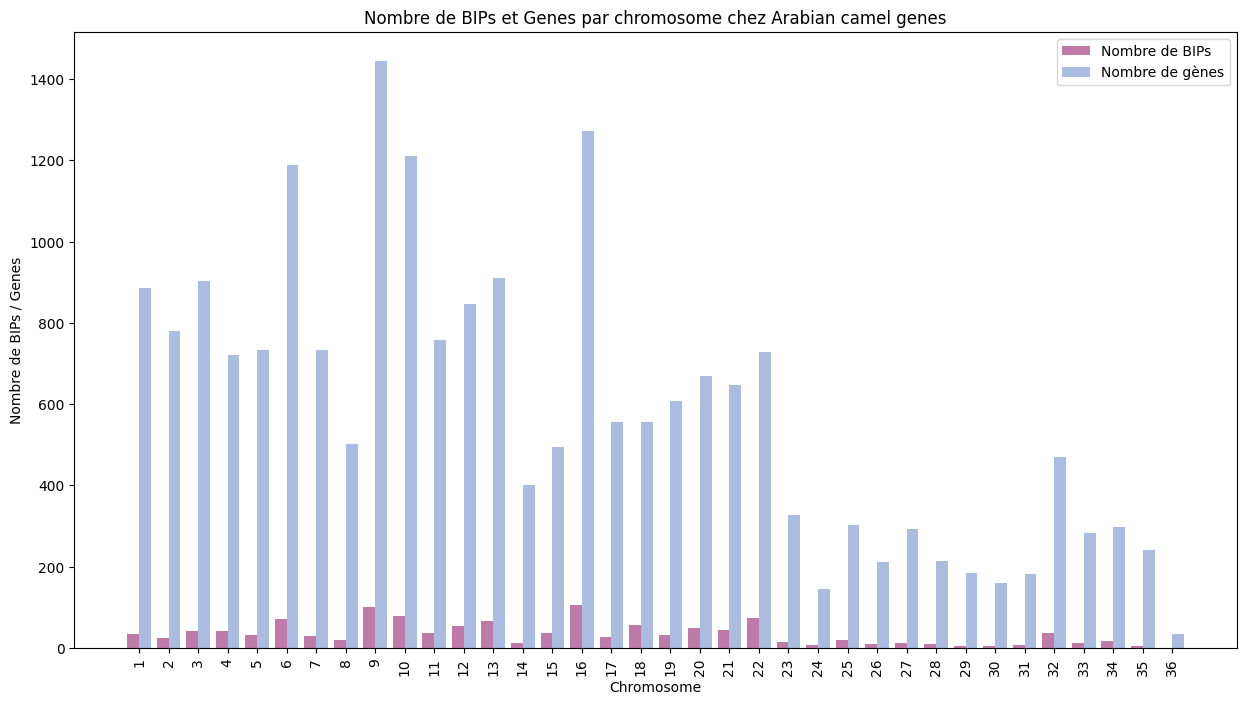 Nombre de BIPs et Genes par chromosome chez Arabian camel genes
Nombre de BIPs
Nombre de gènes
Nombre de BIPs / Genes
1400
1200
1000
800
600
400
200
0
1 2 3 4 5 6 7 8 9 10 11 12 13 14 15 16 17 18 19 20 21 22 23 24 25 26 27 28 29 30 31 32 33 34 35 36
Chromosome